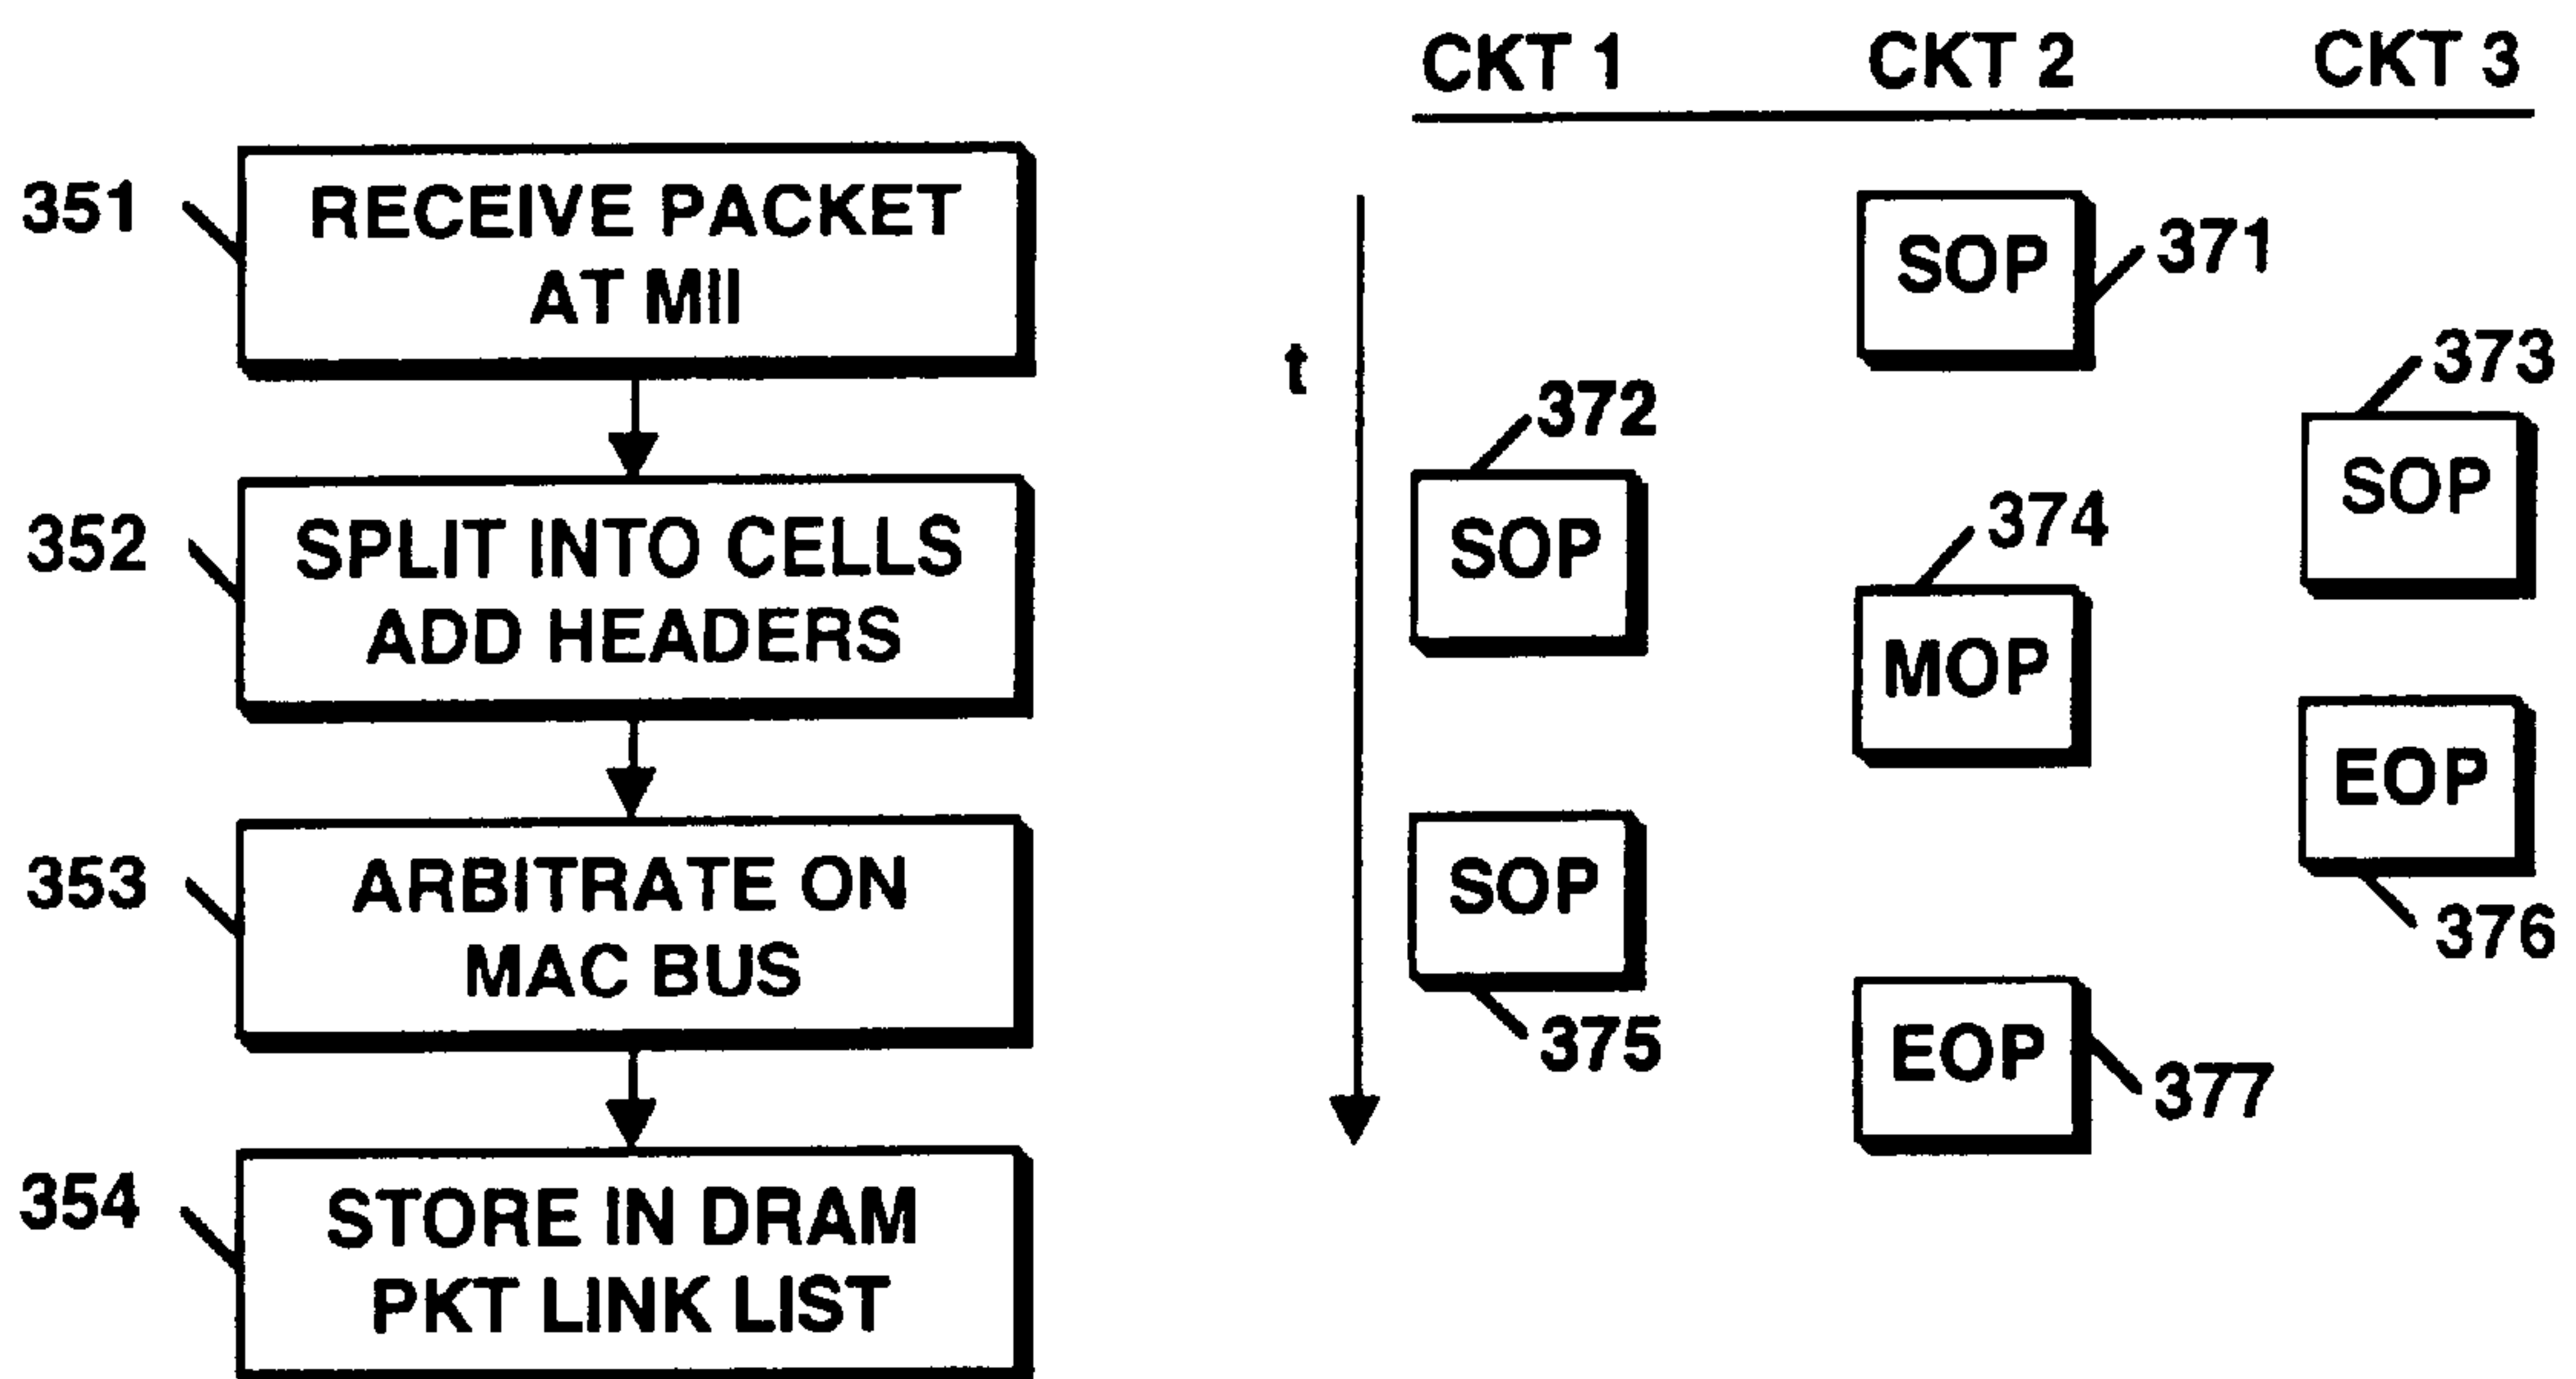 351
RECEIVE PACKET
AT MII
352
SPLIT INTO CELLS
ADD HEADERS
353
ARBITRATE ON
MAC BUS
354
STORE IN DRAM
PKT LINK LIST
CKT 1 CKT 2 CKT 3
t
SOP
371
373
SOP
372
SOP
374
MOP
EOP
376
SOP
375
EOP
377